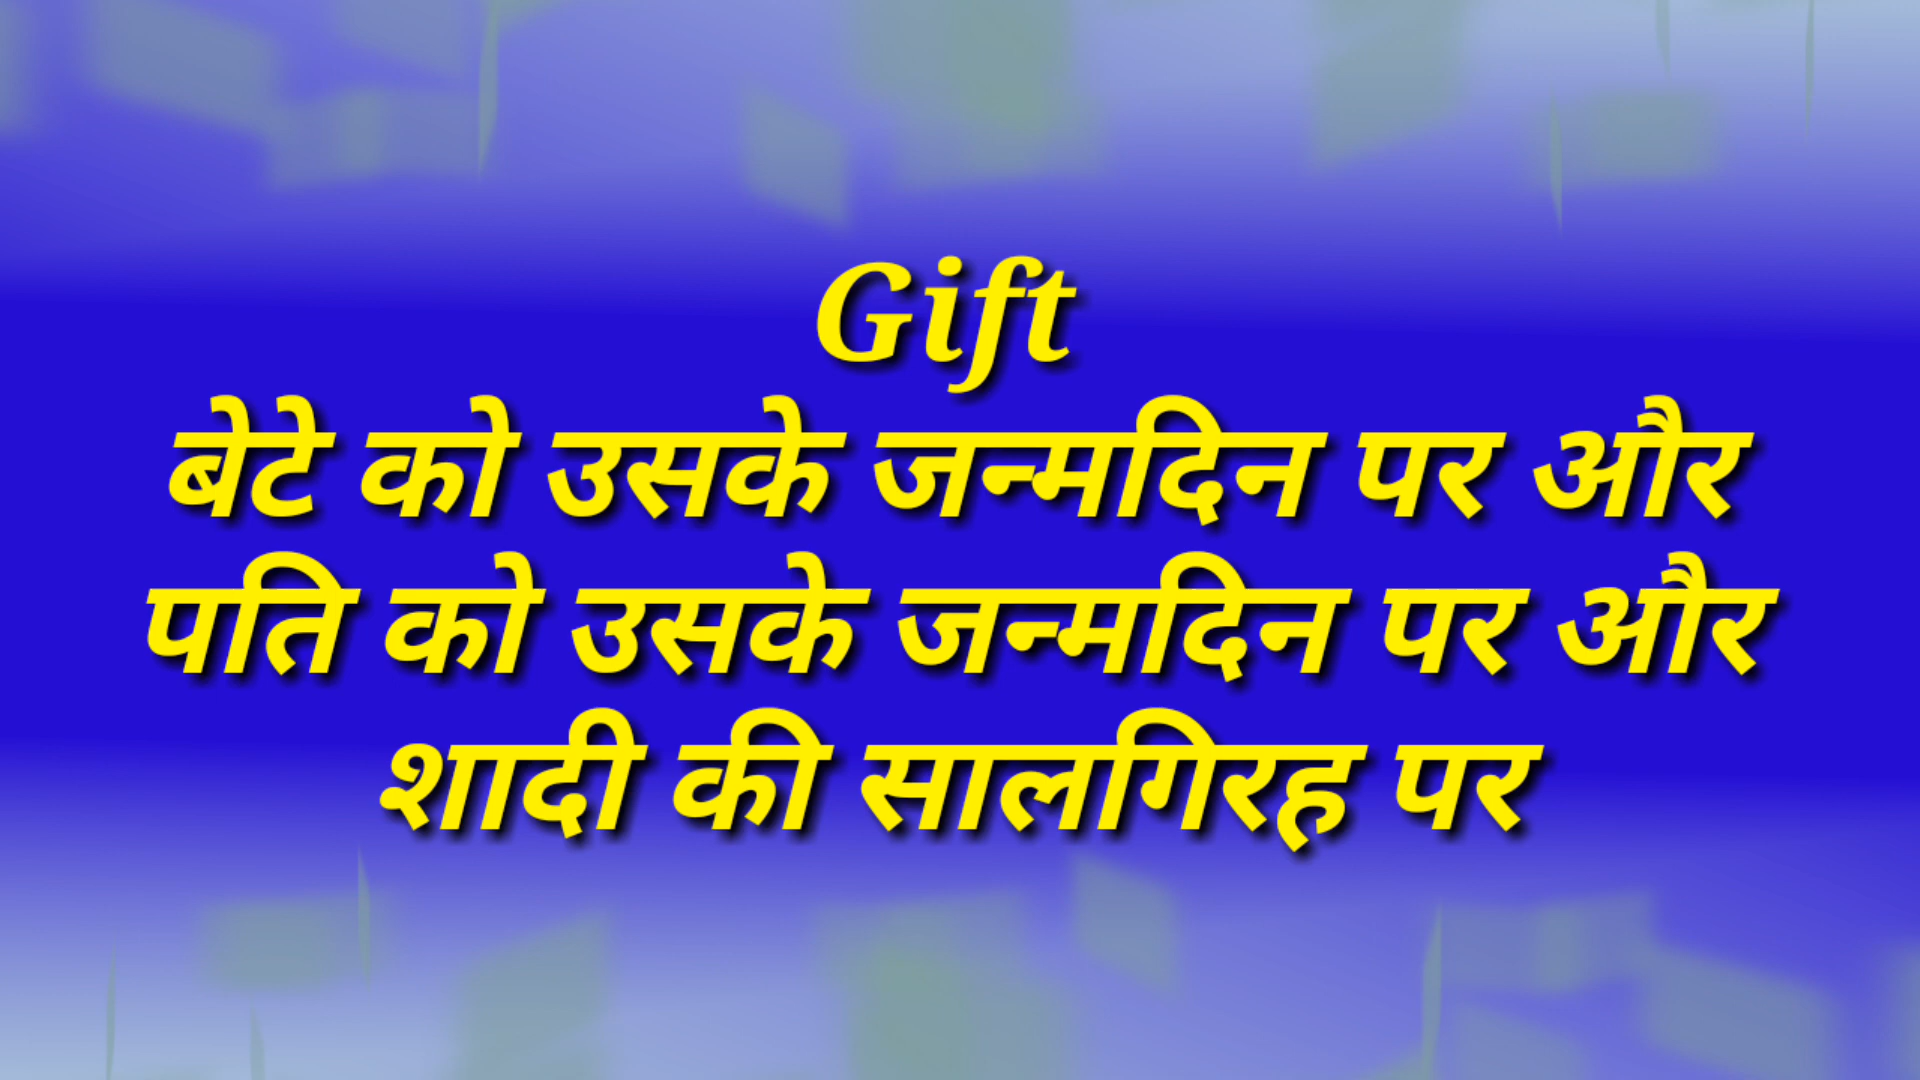 Gift
बेटे को उसके जन्मदिन पर और
पति को उसके जन्मदिन पर और
शादी की सालगिरह पर